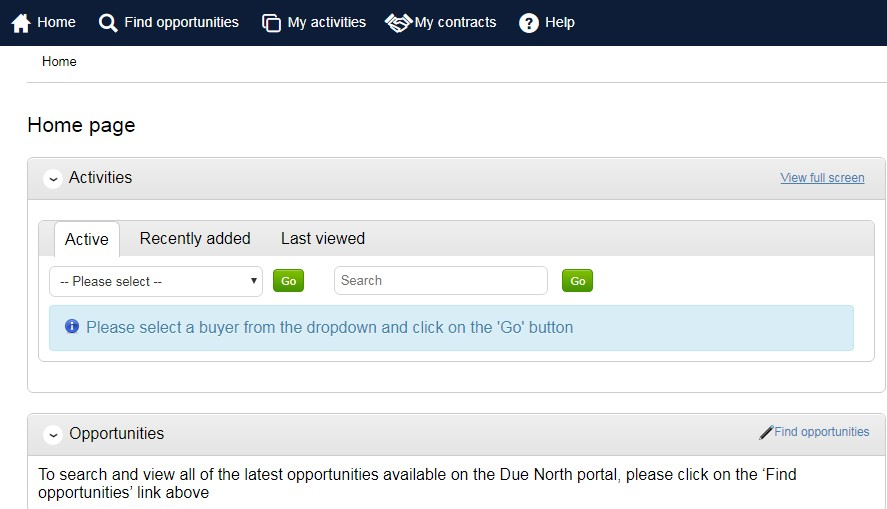 Home Find opportunities My activities My contracts Help
Home
Home page
Activities View full screen
Active Recently added Last viewed
-- Please select -- Go Search Go
Please select a buyer from the dropdown and click on the 'Go' button
Opportunities Find opportunities
To search and view all of the latest opportunities available on the Due North portal, please click on the ‘Find
opportunities’ link above